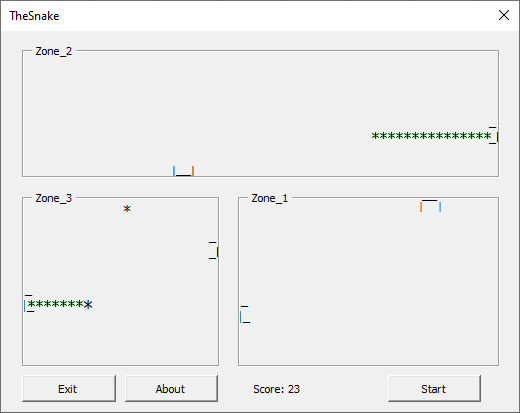 TheSnake
Zone_2
***************
Zone_3
*
********
Zone_1
Exit
About
Score: 23
Start